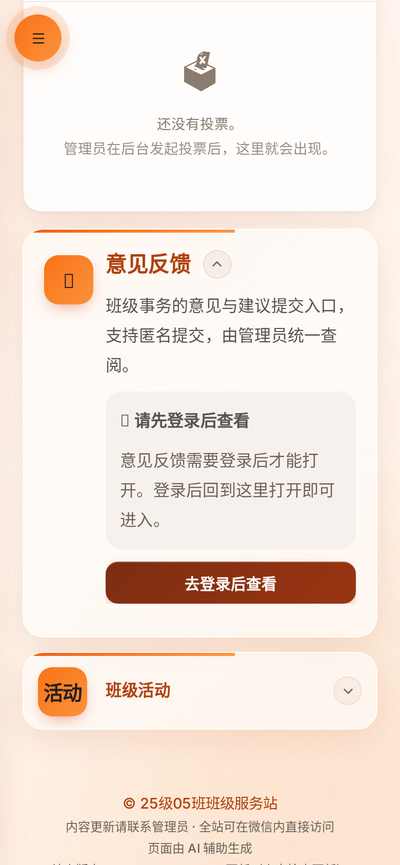 还没有投票。
管理员在后台发起投票后，这里就会出现。
意见反馈
班级事务的意见与建议提交入口，
支持匿名提交，由管理员统一查
阅。
请先登录后查看
意见反馈需要登录后才能打
开。登录后回到这里打开即可
进入。
去登录后查看
活动
班级活动
© 25级05班班级服务站
内容更新请联系管理员 · 全站可在微信内直接访问
页面由 AI 辅助生成